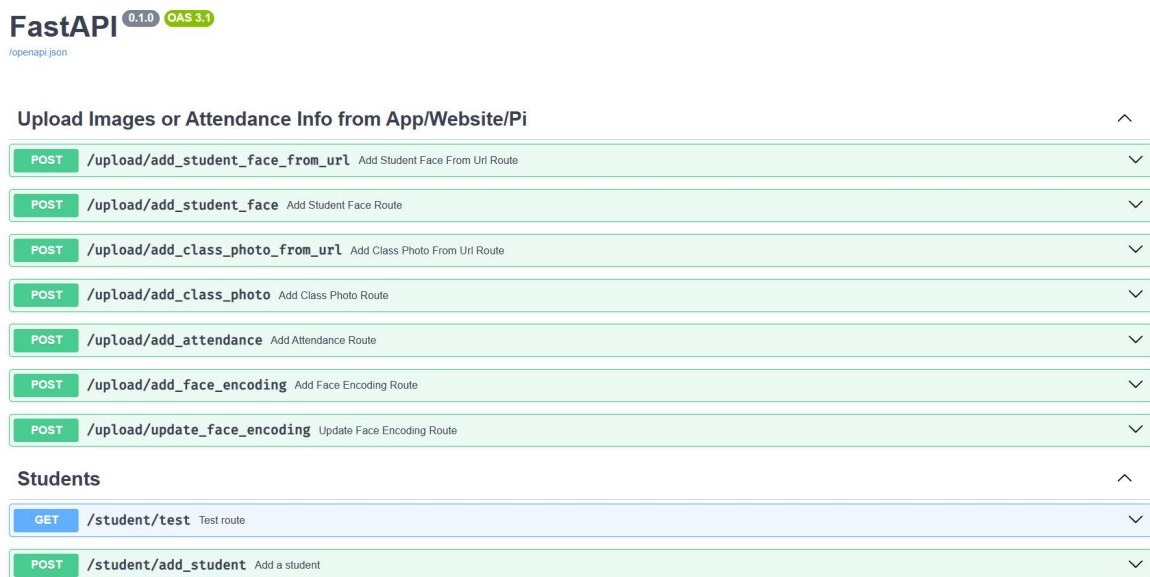 FastAPI 0.1.0 OAS 3.1
/openapi.json
Upload Images or Attendance Info from App/Website/Pi
POST /upload/add_student_face_from_url Add Student Face From Url Route
POST /upload/add_student_face Add Student Face Route
POST /upload/add_class_photo_from_url Add Class Photo From Url Route
POST /upload/add_class_photo Add Class Photo Route
POST /upload/add_attendance Add Attendance Route
POST /upload/add_face_encoding Add Face Encoding Route
POST /upload/update_face_encoding Update Face Encoding Route
Students
GET /student/test Test route
POST /student/add_student Add a student